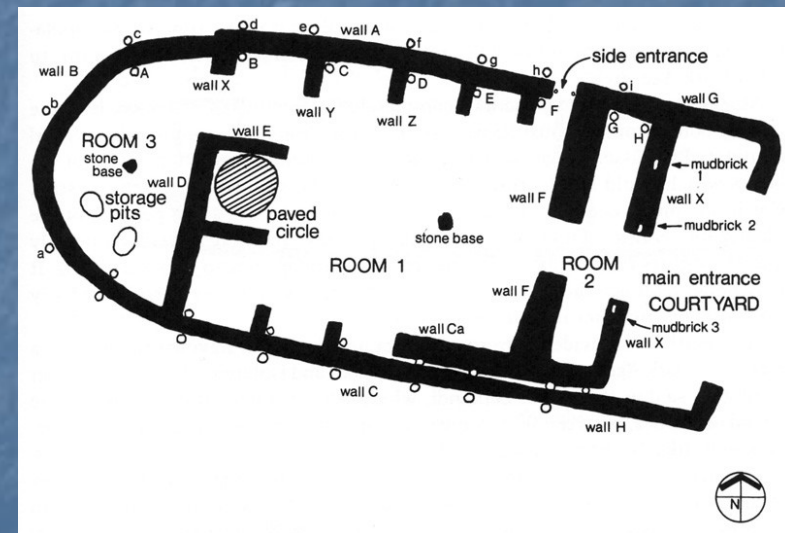 d
e
wall A
c
f
wall B
A
B
C
g
h
side entrance
wall X
D
E
i
wall G
b
wall Y
wall Z
F
G
H
ROOM 3
wall E
stone
base
wall D
mudbrick
1
storage
pits
paved
circle
wall F
wall X
stone base
mudbrick 2
a
ROOM 1
wall F
ROOM
2
main entrance
COURTYARD
wall Ca
mudbrick 3
wall X
wall C
wall H
N